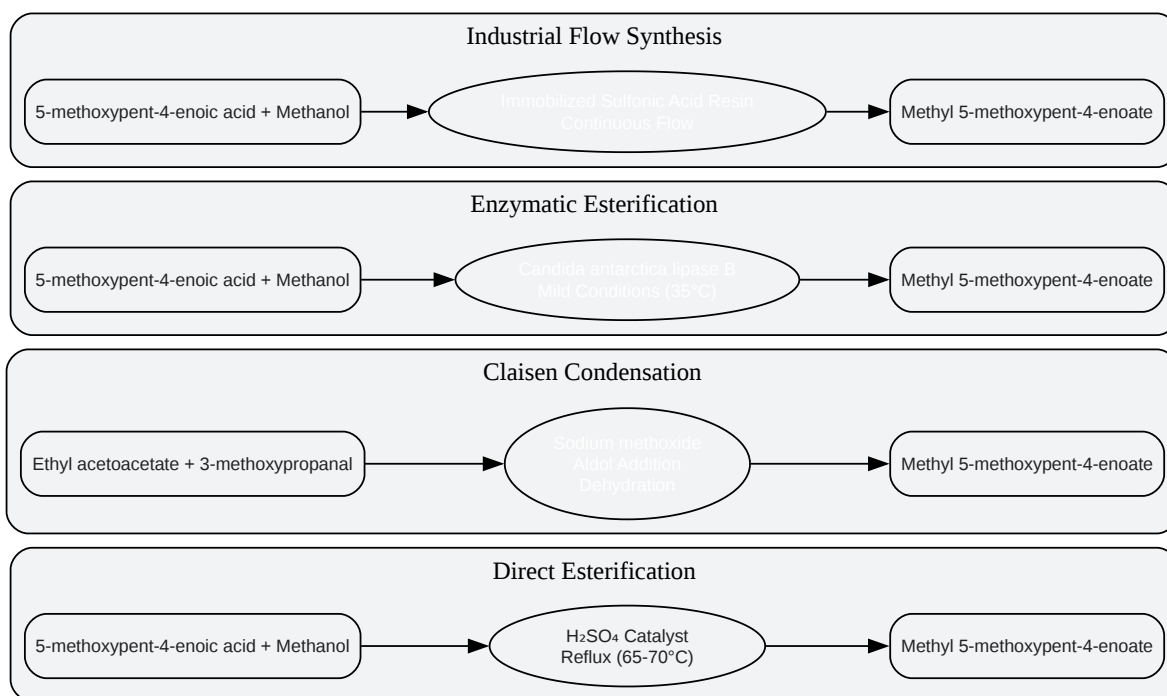 Industrial Flow Synthesis
5-methoxypent-4-enoic acid + Methanol
Immobilized Sulfonic Acid Resin
Continuous Flow
Methyl 5-methoxypent-4-enoate
Enzymatic Esterification
5-methoxypent-4-enoic acid + Methanol
Candida antarctica lipase B
Mild Conditions (35°C)
Methyl 5-methoxypent-4-enoate
Claisen Condensation
Ethyl acetoacetate + 3-methoxypropanal
Sodium methoxide
Aldol Addition
Dehydration
Methyl 5-methoxypent-4-enoate
Direct Esterification
5-methoxypent-4-enoic acid + Methanol
H₂SO₄ Catalyst
Reflux (65-70°C)
Methyl 5-methoxypent-4-enoate